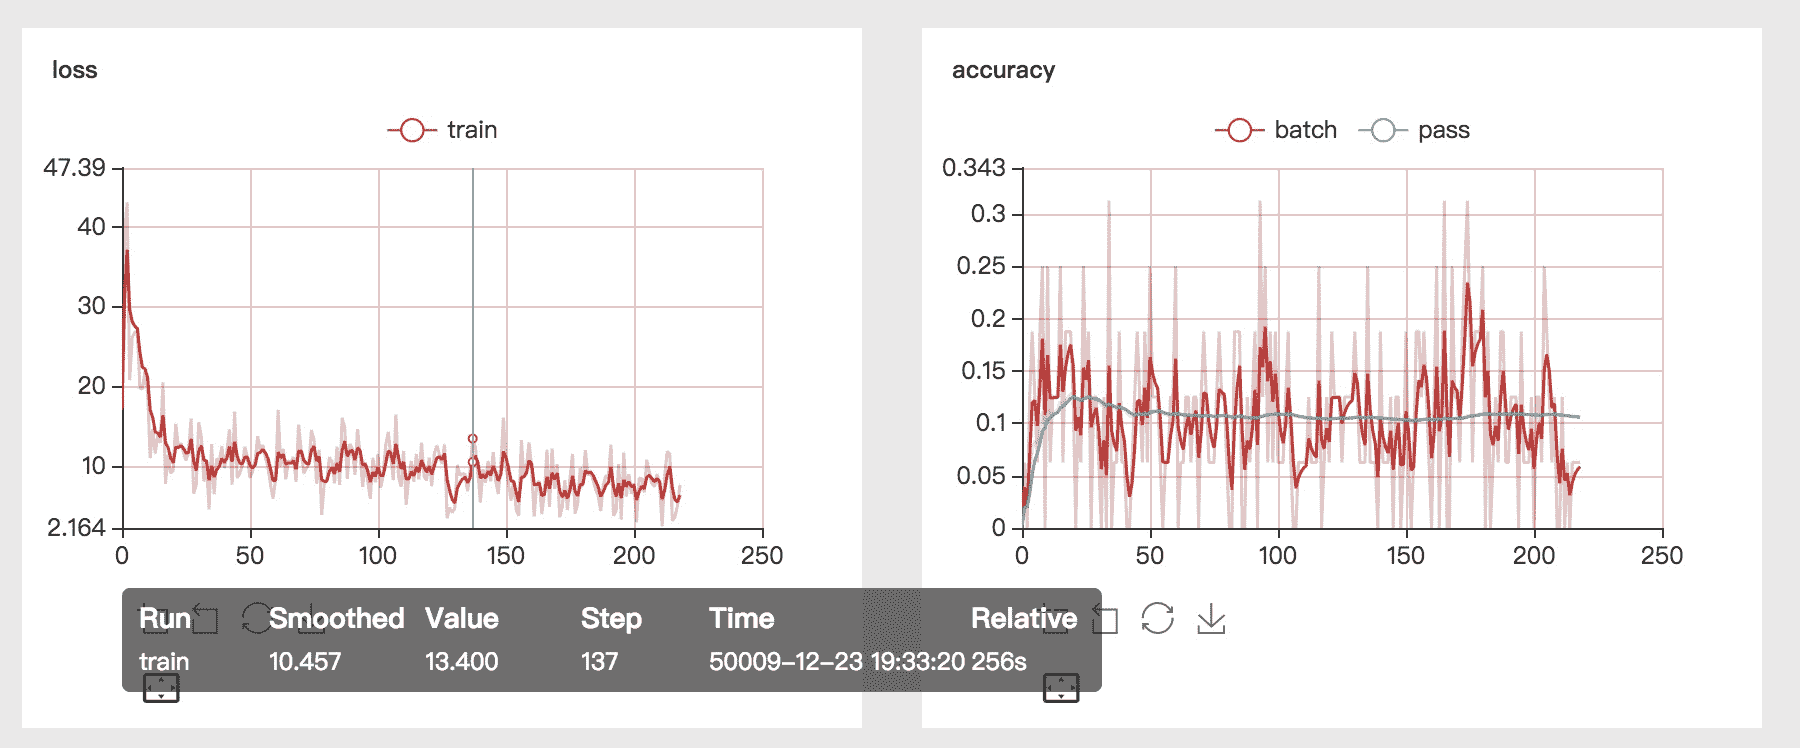 loss
train
47.39
40
30
20
10
2.164
0 50 100 150 200 250
accuracy
batch pass
0.343
0.3
0.25
0.2
0.15
0.1
0.05
0
0 50 100 150 200 250
Run Smoothed Value Step Time Relative
train 10.457 13.400 137 50009-12-23 19:33:20 256s